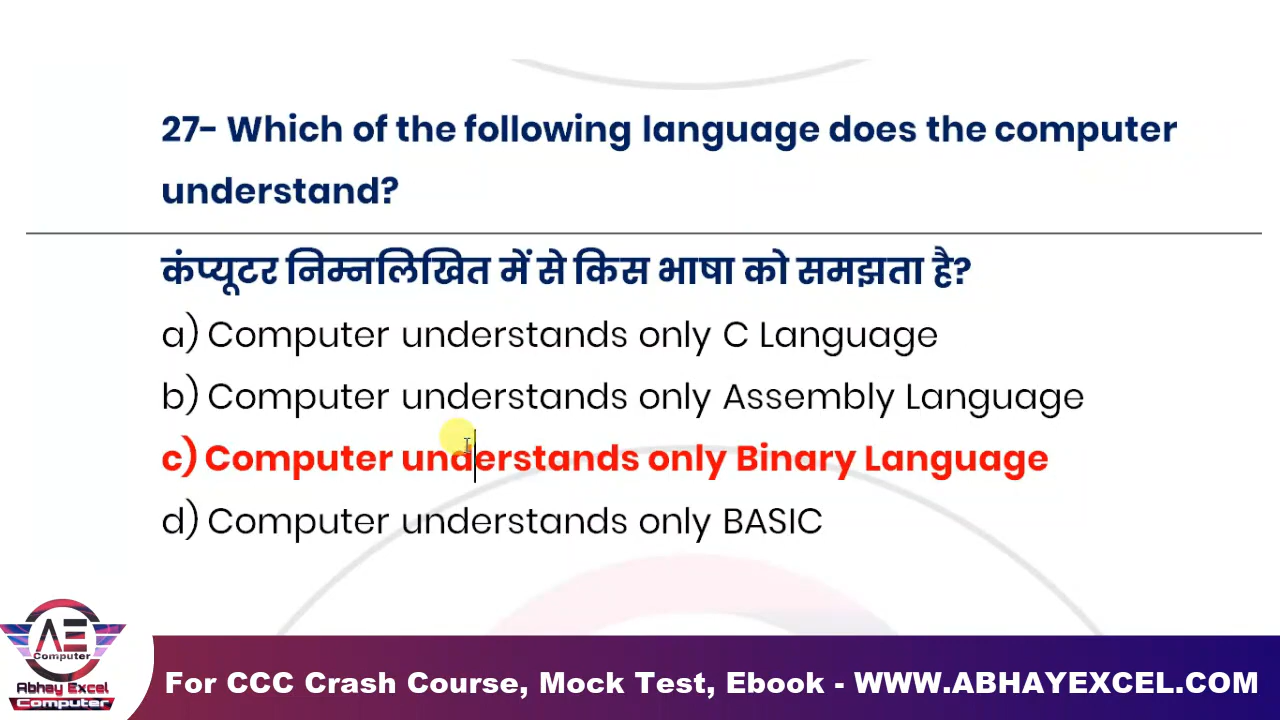 27- Which of the following language does the computer
understand?
कंप्यूटर निम्नलिखित में से किस भाषा को समझता है?
a) Computer understands only C Language
b) Computer understands only Assembly Language
c) Computer understands only Binary Language
d) Computer understands only BASIC
AE
Computer
Abhay Excel
Computer
For CCC Crash Course, Mock Test, Ebook - WWW.ABHAYEXCEL.COM